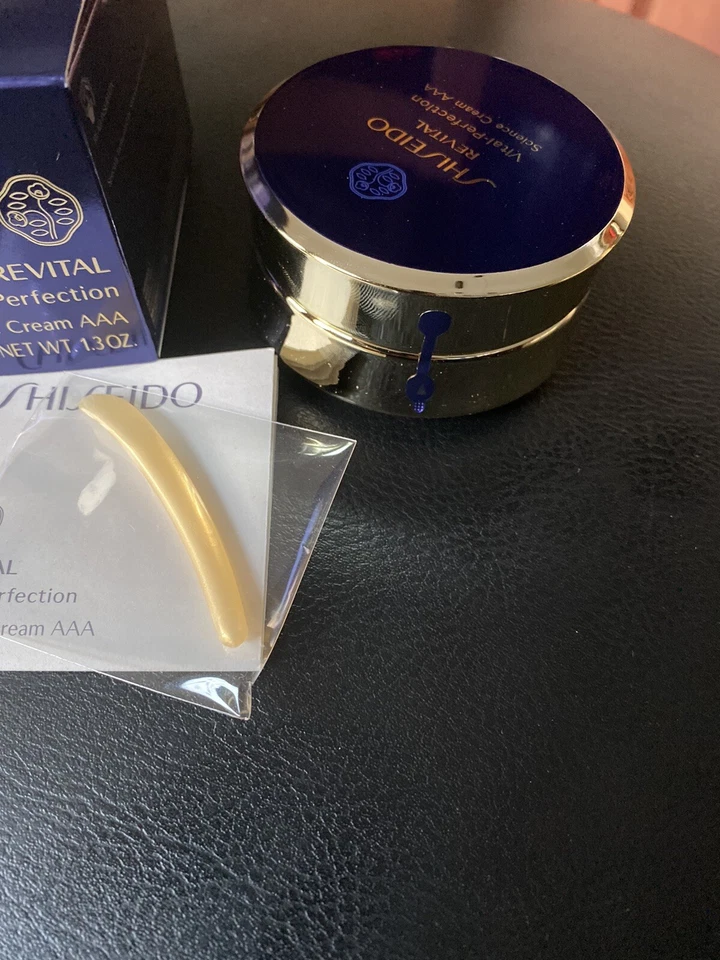 SHISEIDO
REVITAL
Vital-Perfection
Science Cream AAA
REVITAL
Perfection
Cream AAA
NET WT. 1.3 OZ.
SHISEIDO
AL
rfection
ream AAA